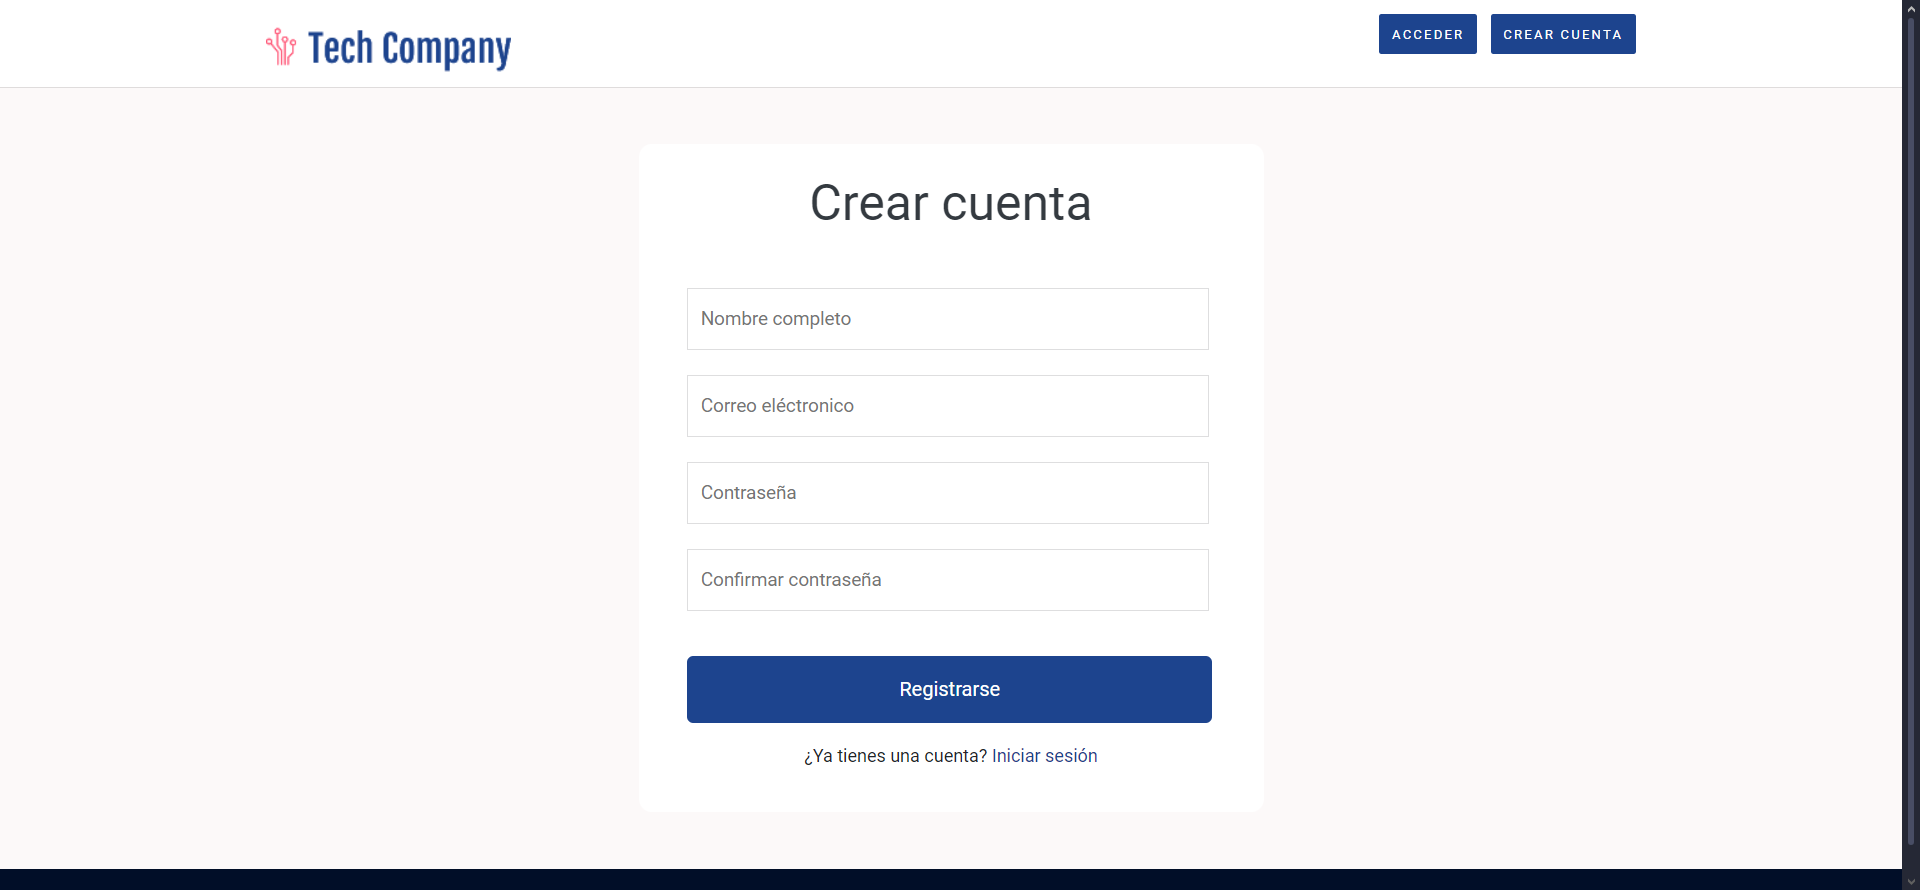 Tech Company
ACCEDER
CREAR CUENTA
Crear cuenta
Nombre completo
Correo eléctronico
Contraseña
Confirmar contraseña
Registrarse
¿Ya tienes una cuenta? Iniciar sesión